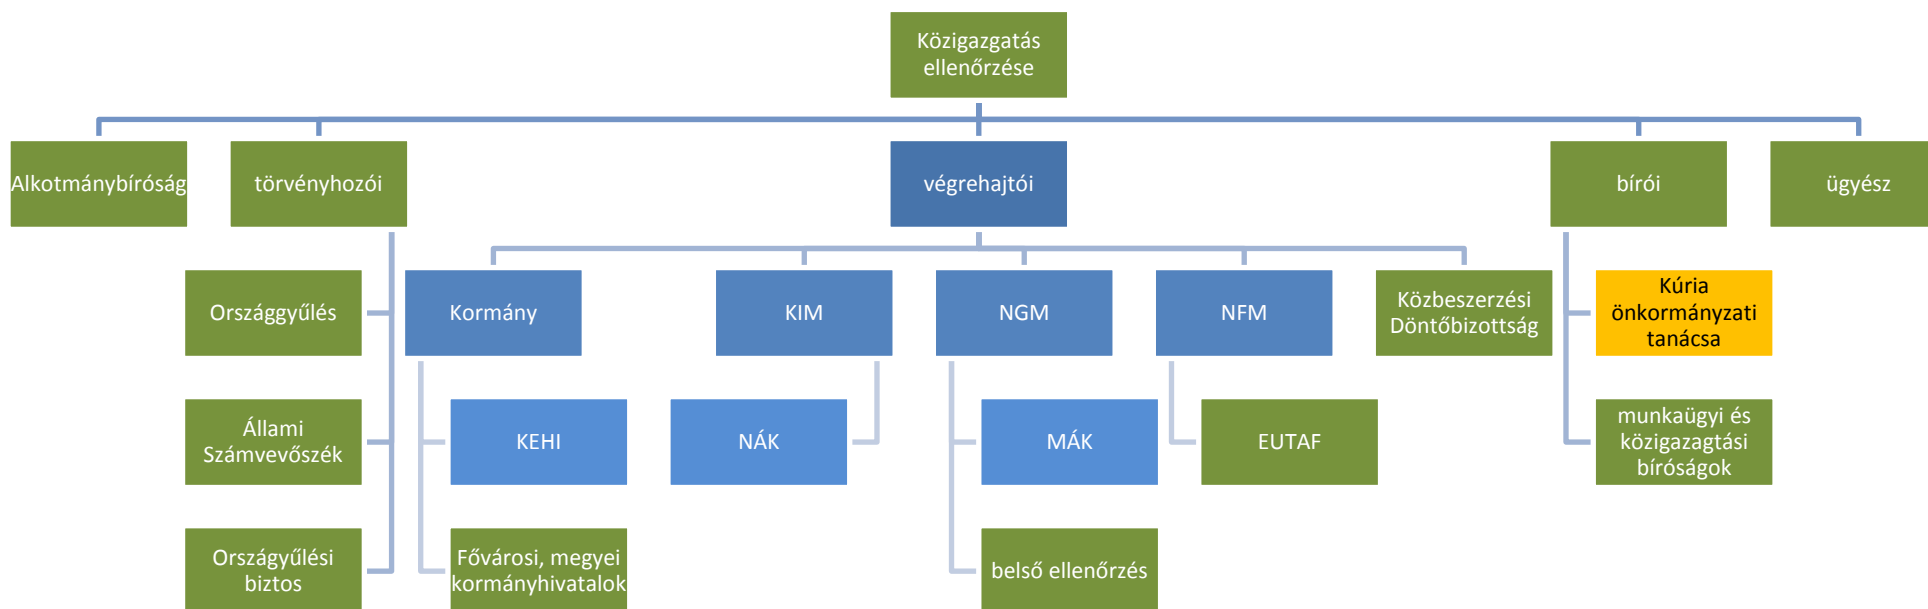 Közigazgatás
ellenőrzése
Alkotmánybíróság
törvényhozói
végrehajtói
bírói
ügyész
Országgyűlés
Kormány
KIM
NGM
NFM
Közbeszerzési
Döntőbizottság
Kúria
önkormányzati
tanácsa
Állami
Számvevőszék
KEHI
NÁK
MÁK
EUTAF
munkaügyi és
közigazagtási
bíróságok
Országyűlési
biztos
Fővárosi, megyei
kormányhivatalok
belső ellenőrzés